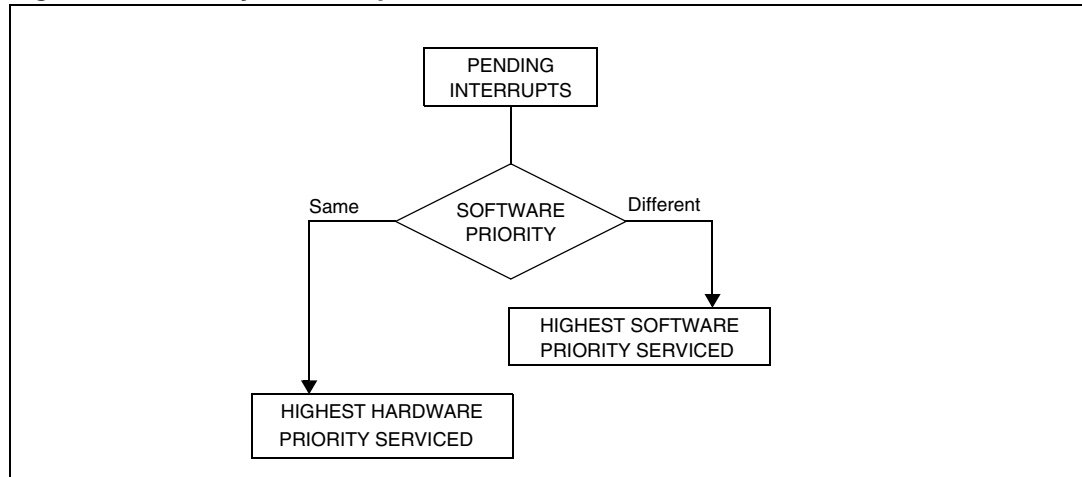 PENDING
INTERRUPTS
Same
SOFTWARE
PRIORITY
Different
HIGHEST SOFTWARE
PRIORITY SERVICED
HIGHEST HARDWARE
PRIORITY SERVICED